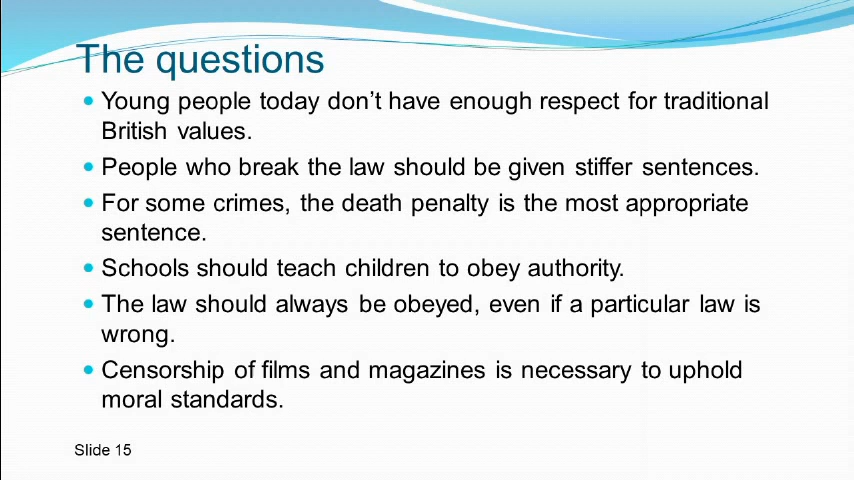 The questions
• Young people today don’t have enough respect for traditional
British values.
• People who break the law should be given stiffer sentences.
• For some crimes, the death penalty is the most appropriate
sentence.
• Schools should teach children to obey authority.
• The law should always be obeyed, even if a particular law is
wrong.
• Censorship of films and magazines is necessary to uphold
moral standards.
Slide 15